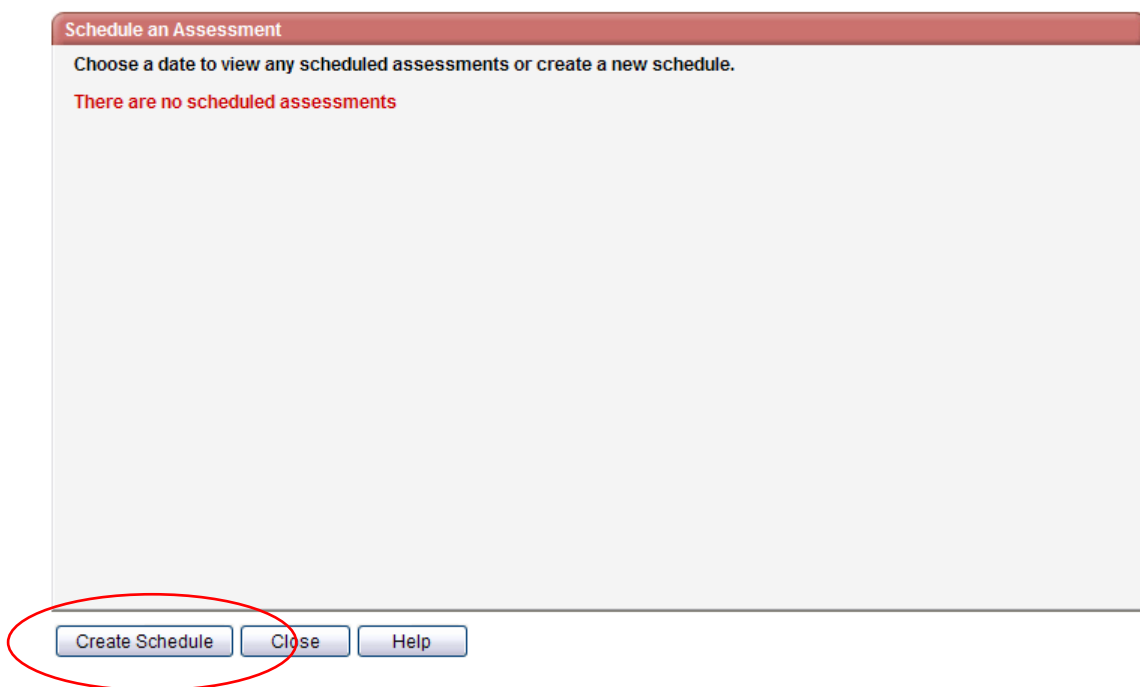 Schedule an Assessment
Choose a date to view any scheduled assessments or create a new schedule.
There are no scheduled assessments
Create Schedule Close Help